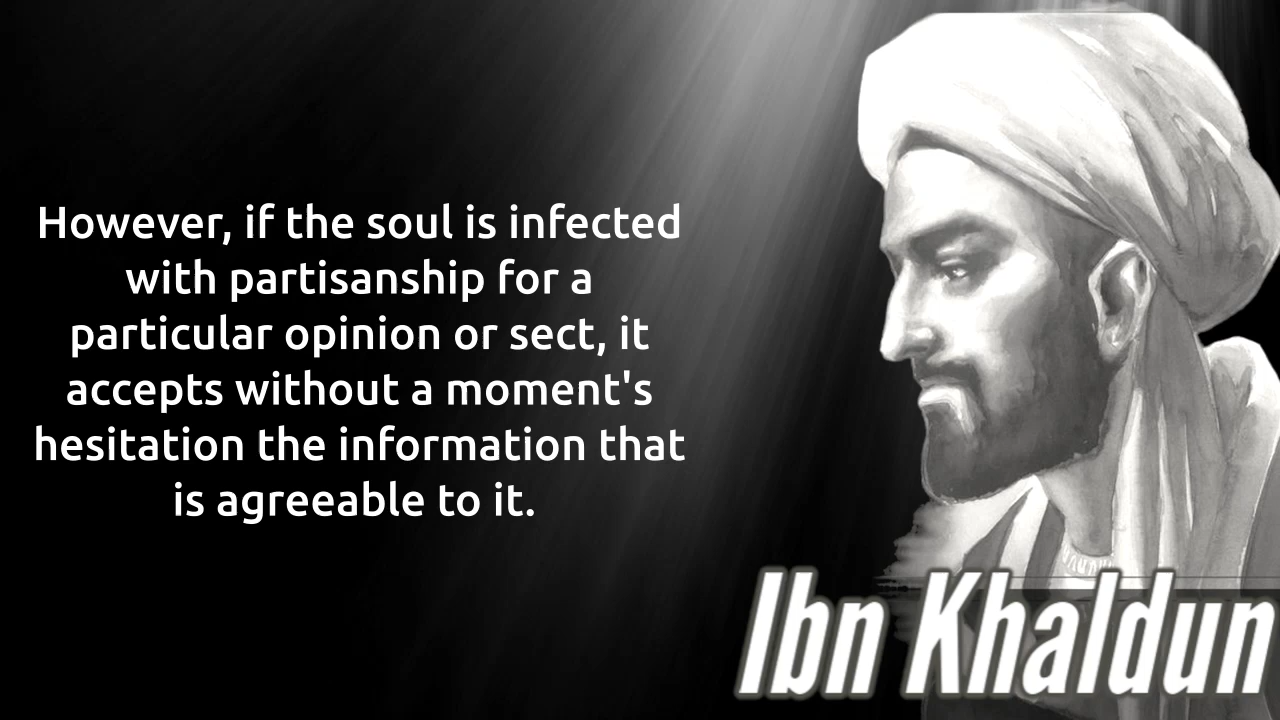 However, if the soul is infected
with partisanship for a
particular opinion or sect, it
accepts without a moment's
hesitation the information that
is agreeable to it.
Ibn Khaldun